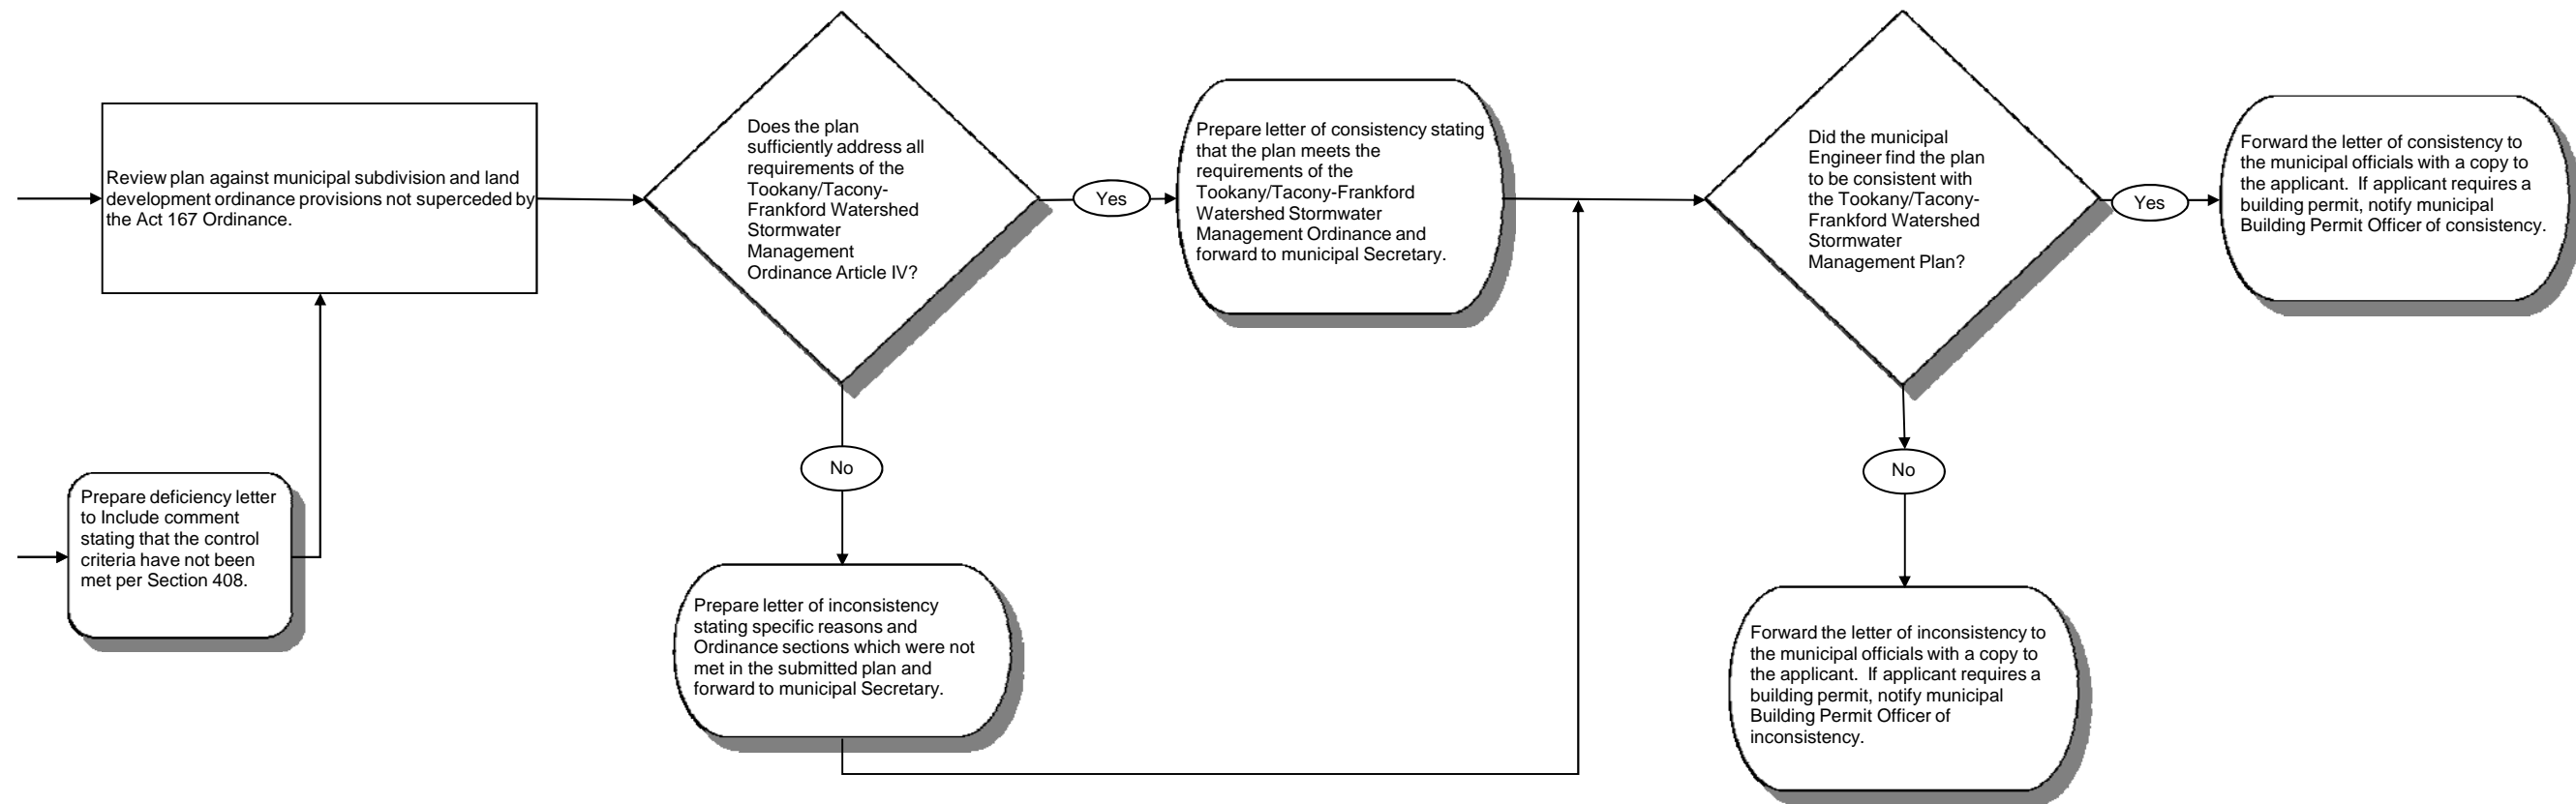 Review plan against municipal subdivision and land
development ordinance provisions not superceded by
the Act 167 Ordinance.
Does the plan
sufficiently address all
requirements of the
Tookany/Tacony-
Frankford Watershed
Stormwater
Management
Ordinance Article IV?
Yes
Prepare letter of consistency stating
that the plan meets the
requirements of the
Tookany/Tacony-Frankford
Watershed Stormwater
Management Ordinance and
forward to municipal Secretary.
Did the municipal
Engineer find the plan
to be consistent with
the Tookany/Tacony-
Frankford Watershed
Stormwater
Management Plan?
Yes
Forward the letter of consistency to
the municipal officials with a copy to
the applicant.  If applicant requires a
building permit, notify municipal
Building Permit Officer of consistency.
No
No
Prepare deficiency letter
to Include comment
stating that the control
criteria have not been
met per Section 408.
Prepare letter of inconsistency
stating specific reasons and
Ordinance sections which were not
met in the submitted plan and
forward to municipal Secretary.
Forward the letter of inconsistency to
the municipal officials with a copy to
the applicant.  If applicant requires a
building permit, notify municipal
Building Permit Officer of
inconsistency.